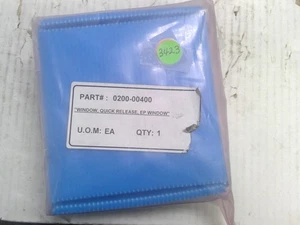 3423
PART# : 0200-00400
"WINDOW, QUICK RELEASE, EP WINDOW"
U.O.M: EA QTY: 1